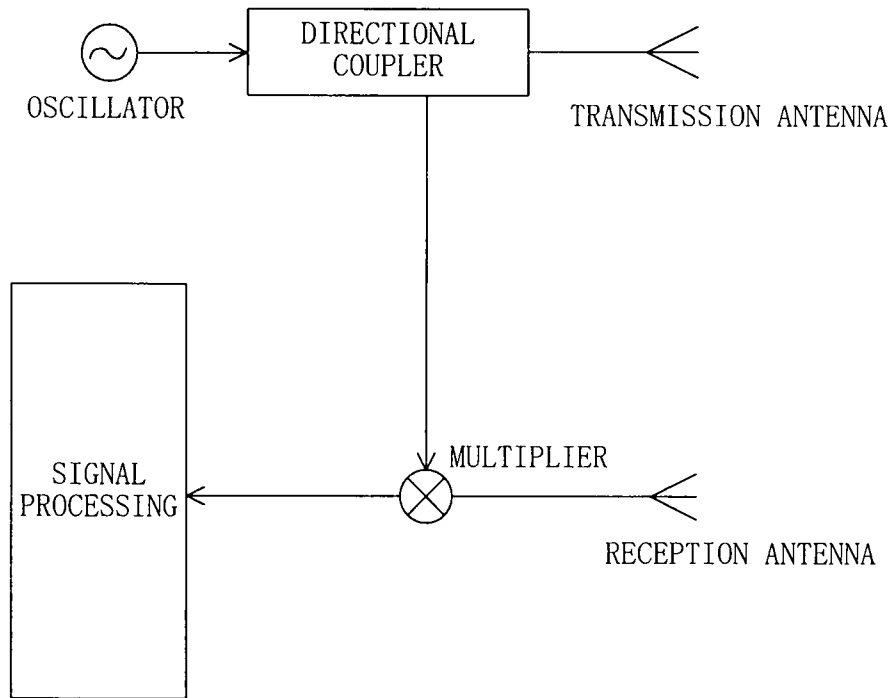 DIRECTIONAL
COUPLER
OSCILLATOR
TRANSMISSION ANTENNA
MULTIPLIER
SIGNAL
PROCESSING
RECEPTION ANTENNA